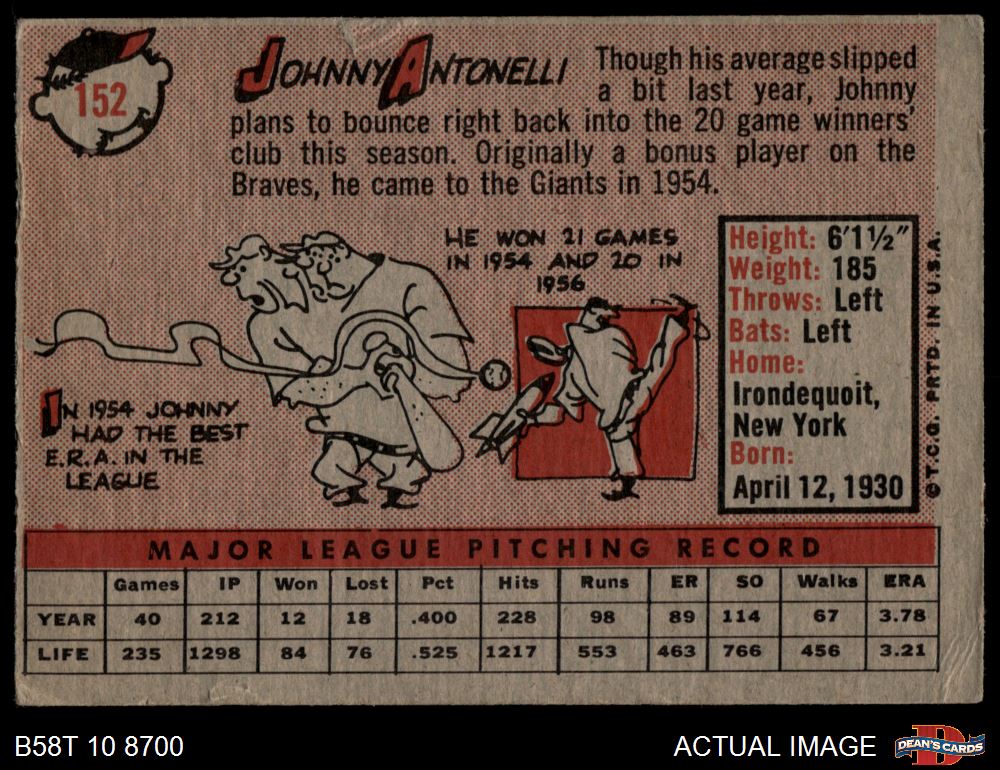 152
JOHNNY ANTONELLI
Though his average slipped
a bit last year, Johnny
plans to bounce right back into the 20 game winners'
club this season. Originally a bonus player on the
Braves, he came to the Giants in 1954.
HE WON 21 GAMES
IN 1954 AND 20 IN
1956
IN 1954 JOHNNY
HAD THE BEST
E.R.A. IN THE
LEAGUE
Height: 6'1½"
Weight: 185
Throws: Left
Bats: Left
Home:
Irondequoit,
New York
Born:
April 12, 1930
© T.C.G. PRTD. IN U.S.A.
MAJOR LEAGUE PITCHING RECORD
Games IP Won Lost Pct Hits Runs ER SO Walks ERA
YEAR 40 212 12 18 .400 228 98 89 114 67 3.78
LIFE 235 1298 84 76 .525 1217 553 463 766 456 3.21
B58T 10 8700
ACTUAL IMAGE
DEAN'S CARDS